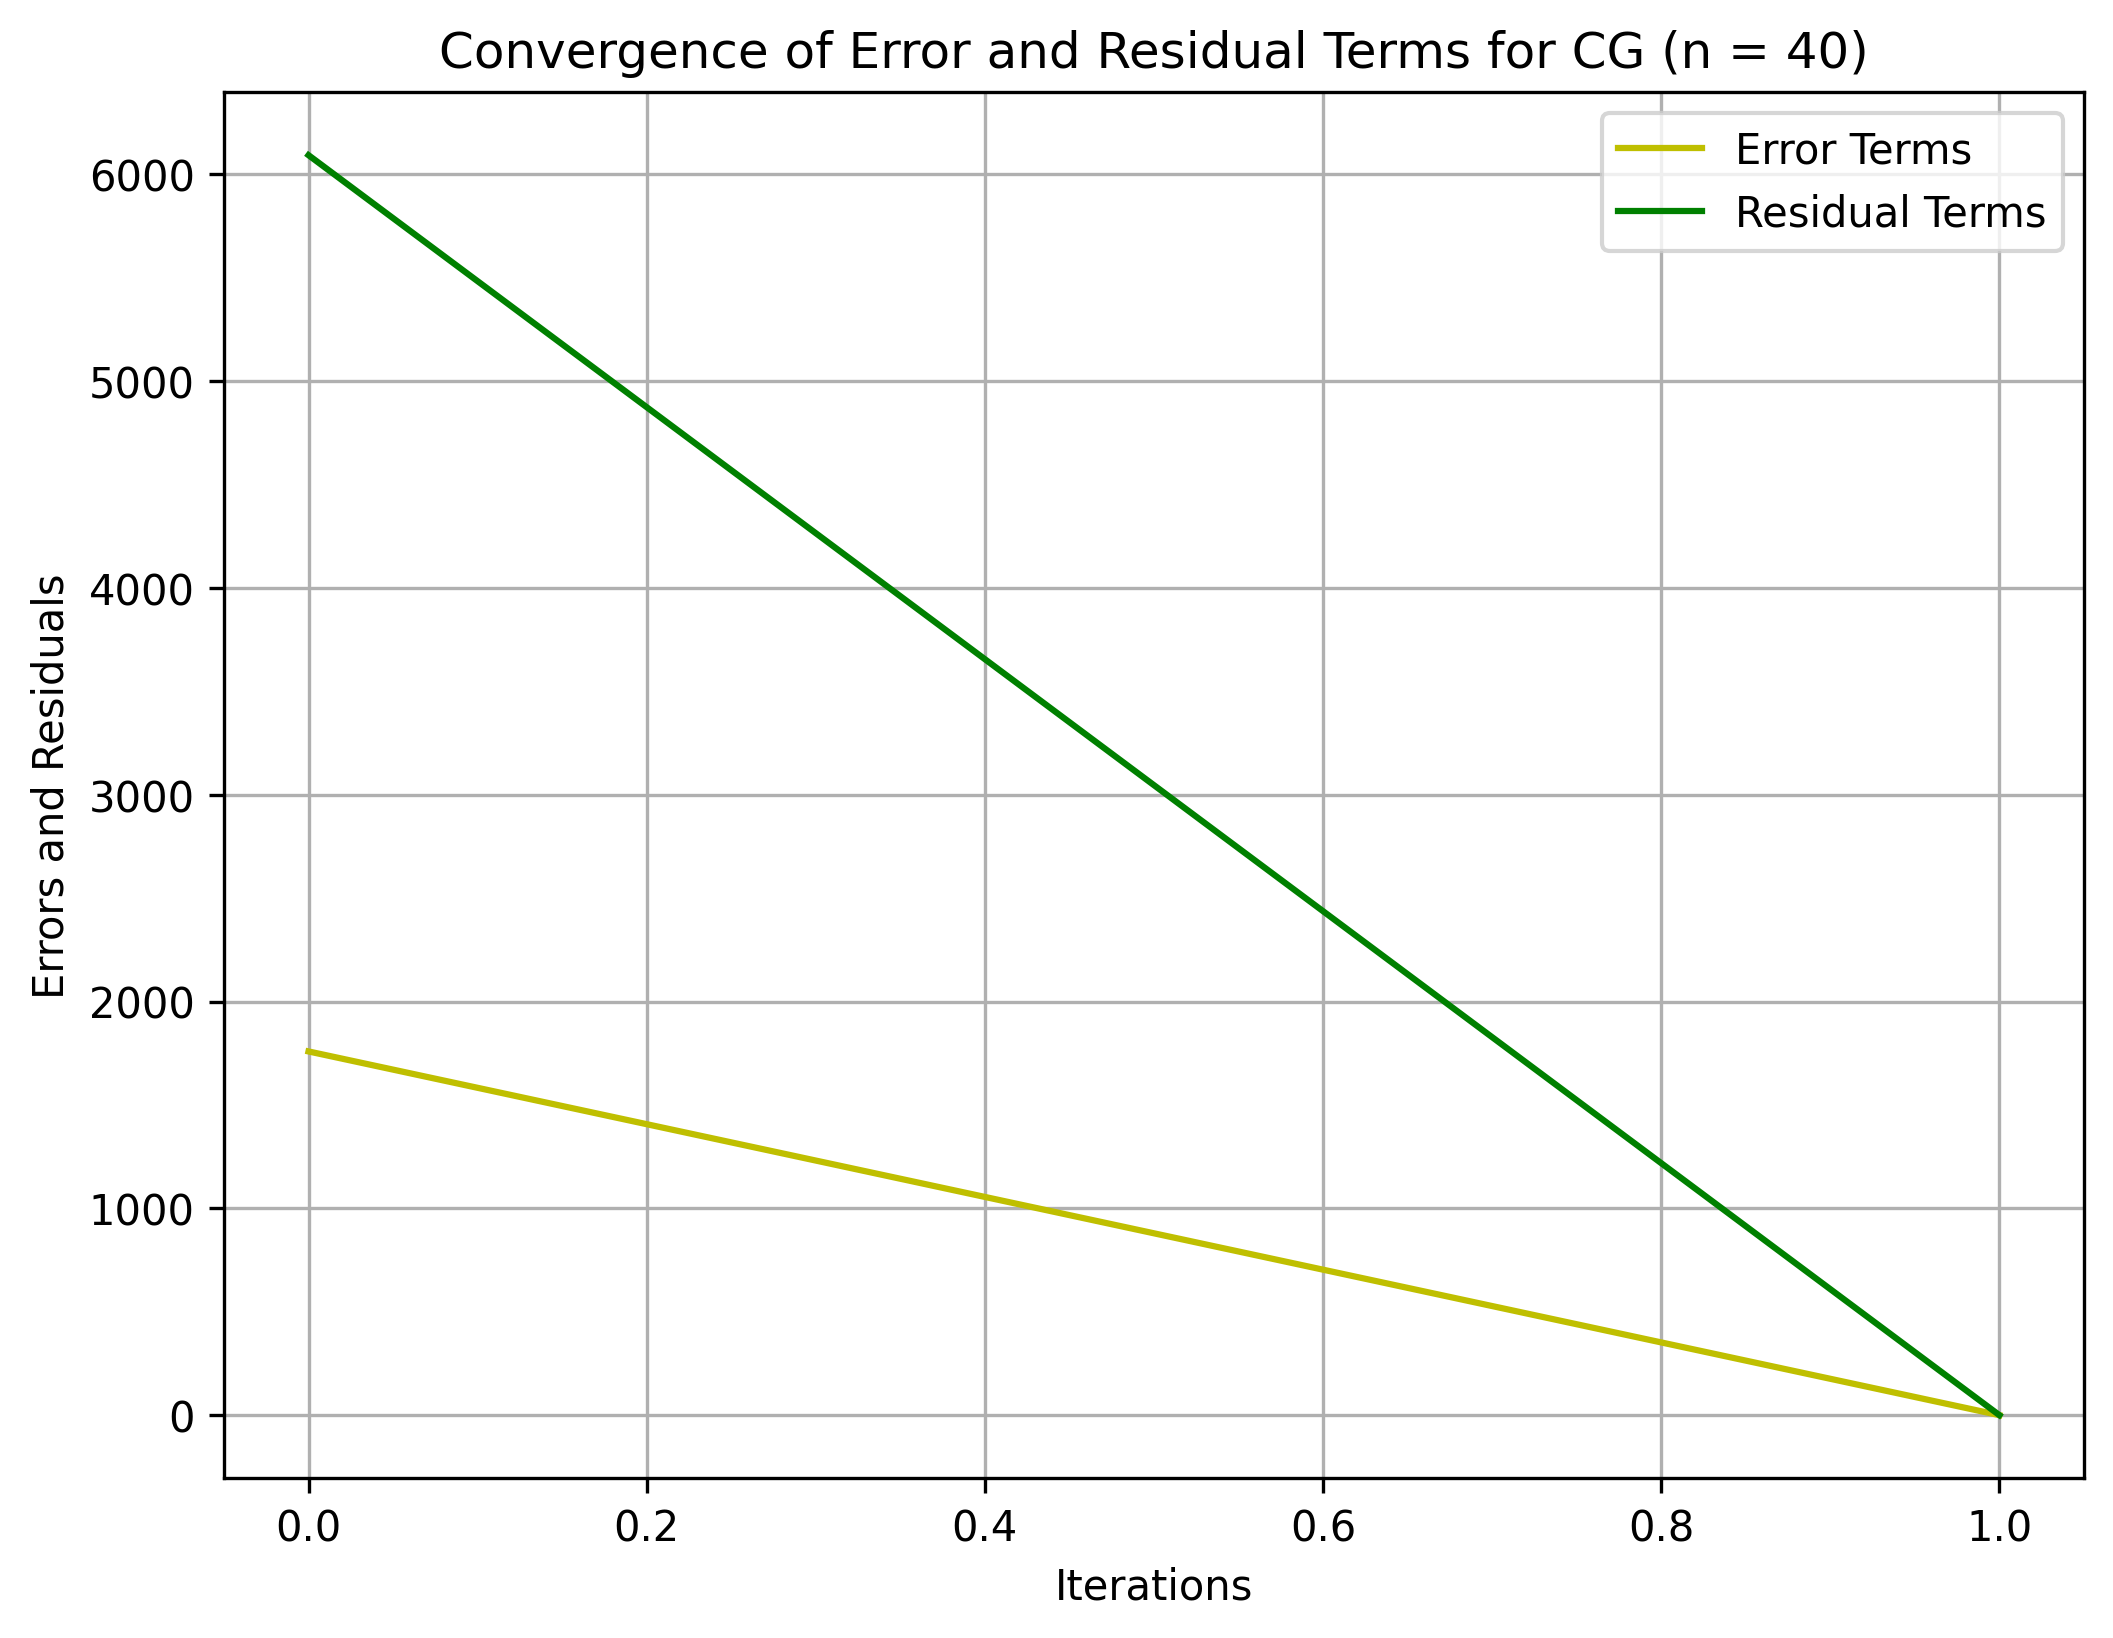 Convergence of Error and Residual Terms for CG (n = 40)
Error Terms
Residual Terms
6000
5000
4000
3000
2000
1000
0
Errors and Residuals
0.0 0.2 0.4 0.6 0.8 1.0
Iterations